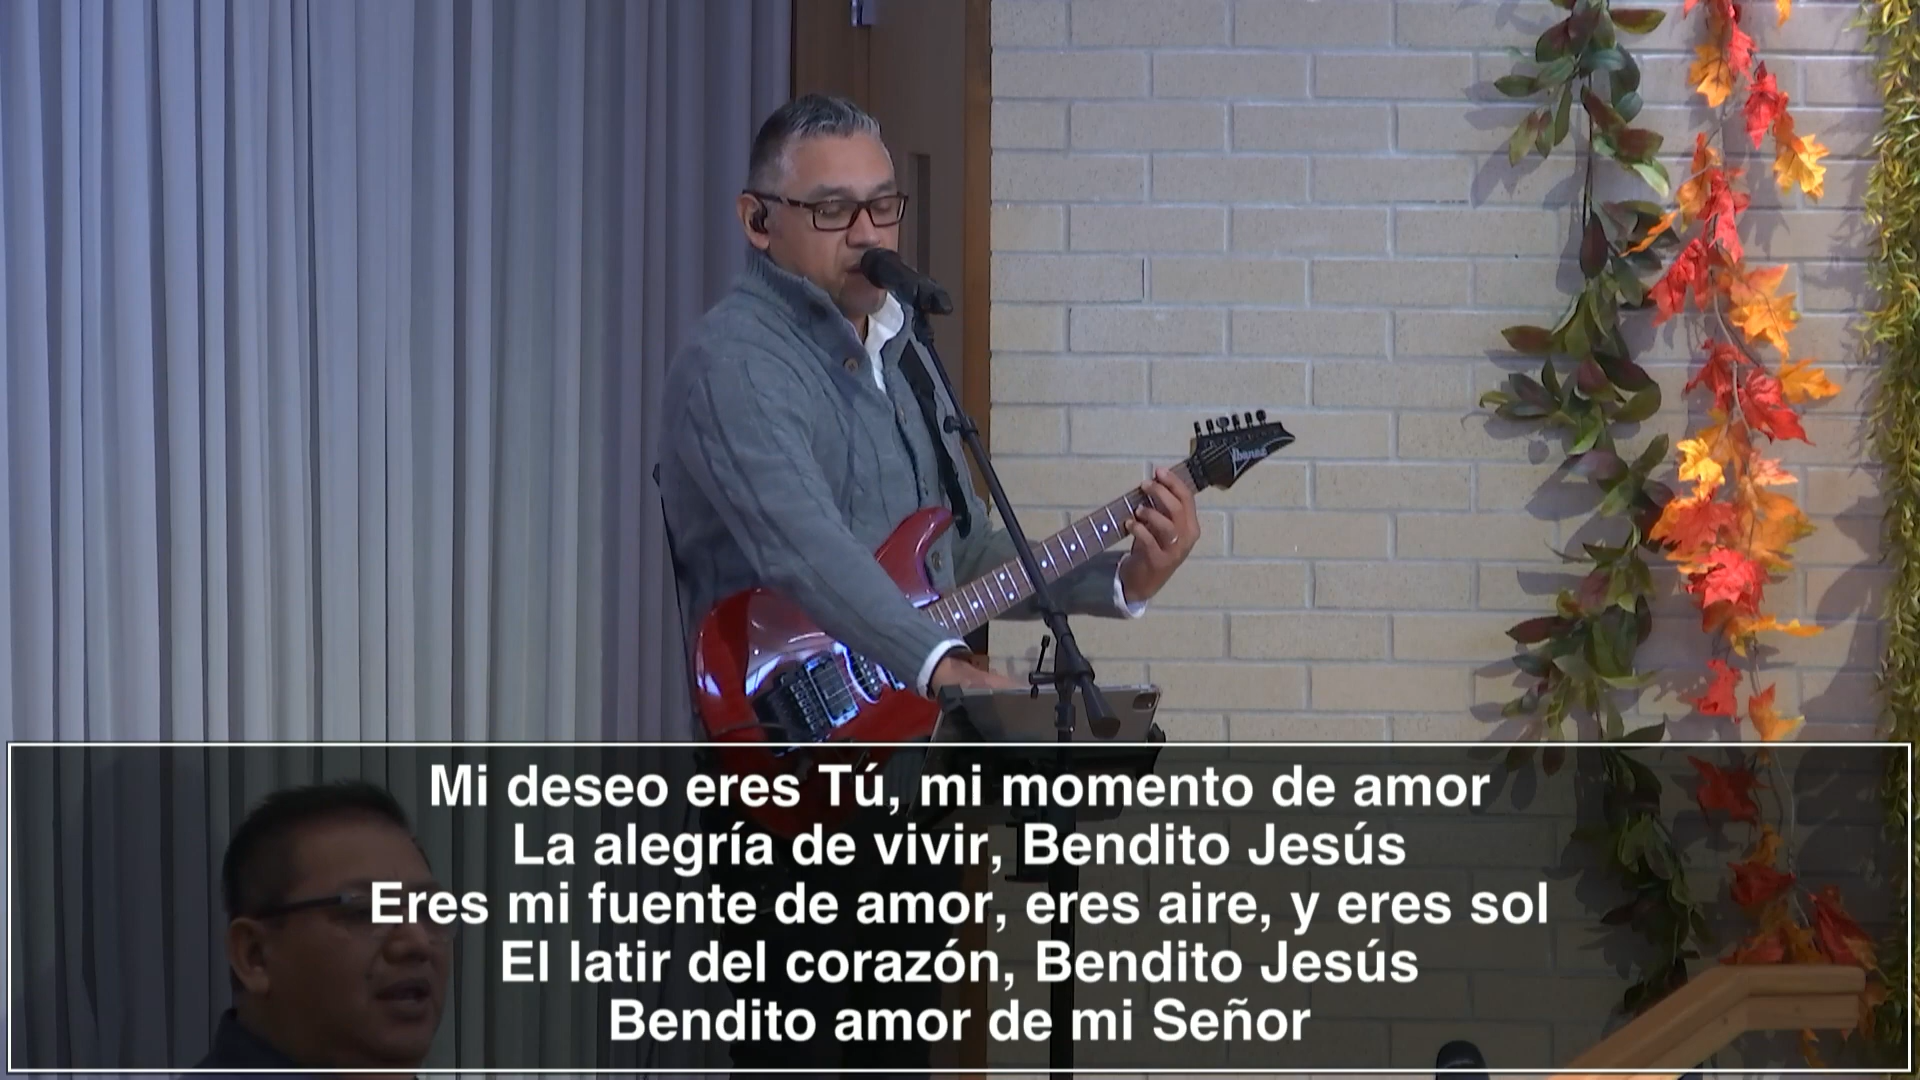 Ibanez
Mi deseo eres Tú, mi momento de amor
La alegría de vivir, Bendito Jesús
Eres mi fuente de amor, eres aire, y eres sol
El latir del corazón, Bendito Jesús
Bendito amor de mi Señor